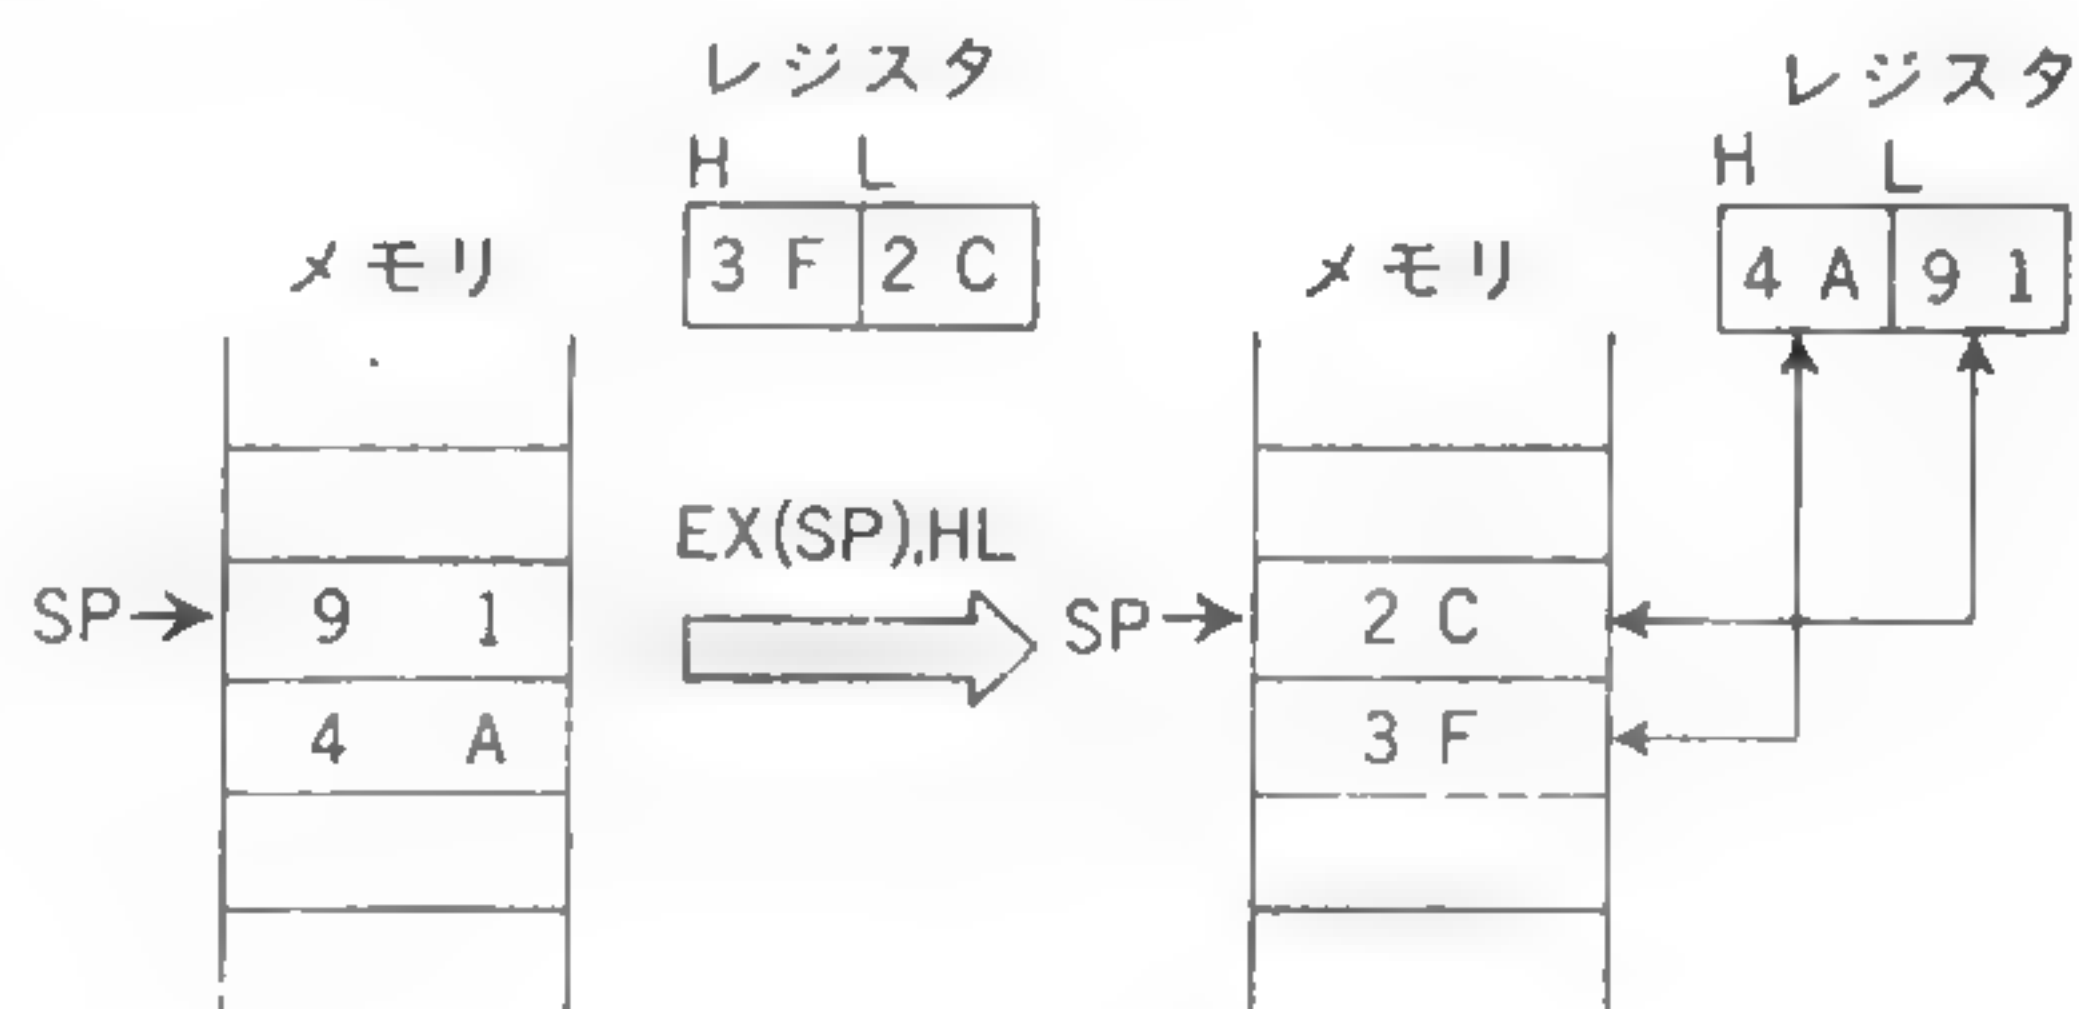 レジスタ
H L
3 F 2 C
メモリ
SP
9 1
4 A
EX(SP),HL
レジスタ
H L
4 A 9 1
メモリ
SP
2 C
3 F